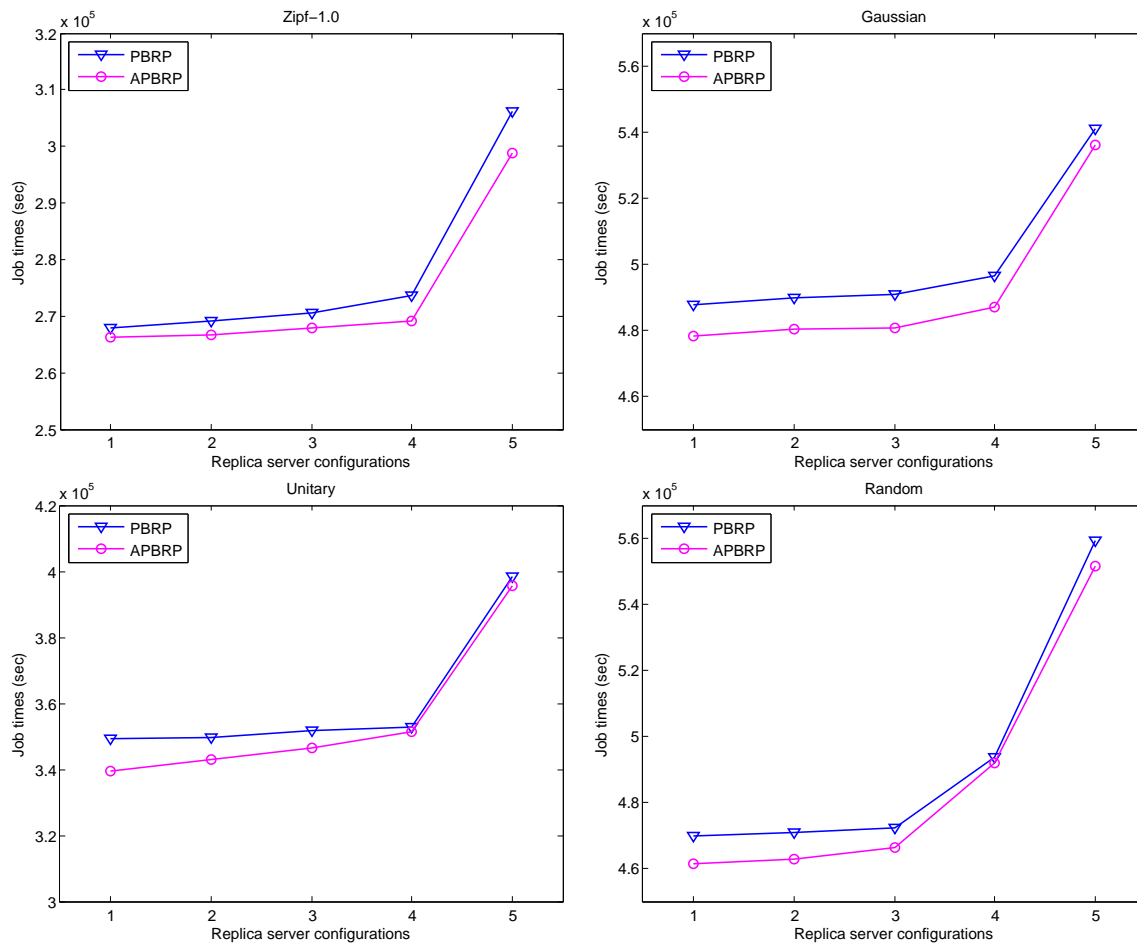 Zipf−1.0
x 10^5
3.2
3.1
3
2.9
2.8
2.7
2.6
2.5
Job times (sec)
PBRP
APBRP
1 2 3 4 5
Replica server configurations
Gaussian
x 10^5
5.6
5.4
5.2
5
4.8
4.6
Job times (sec)
PBRP
APBRP
1 2 3 4 5
Replica server configurations
Unitary
x 10^5
4.2
4
3.8
3.6
3.4
3.2
3
Job times (sec)
PBRP
APBRP
1 2 3 4 5
Replica server configurations
Random
x 10^5
5.6
5.4
5.2
5
4.8
4.6
Job times (sec)
PBRP
APBRP
1 2 3 4 5
Replica server configurations